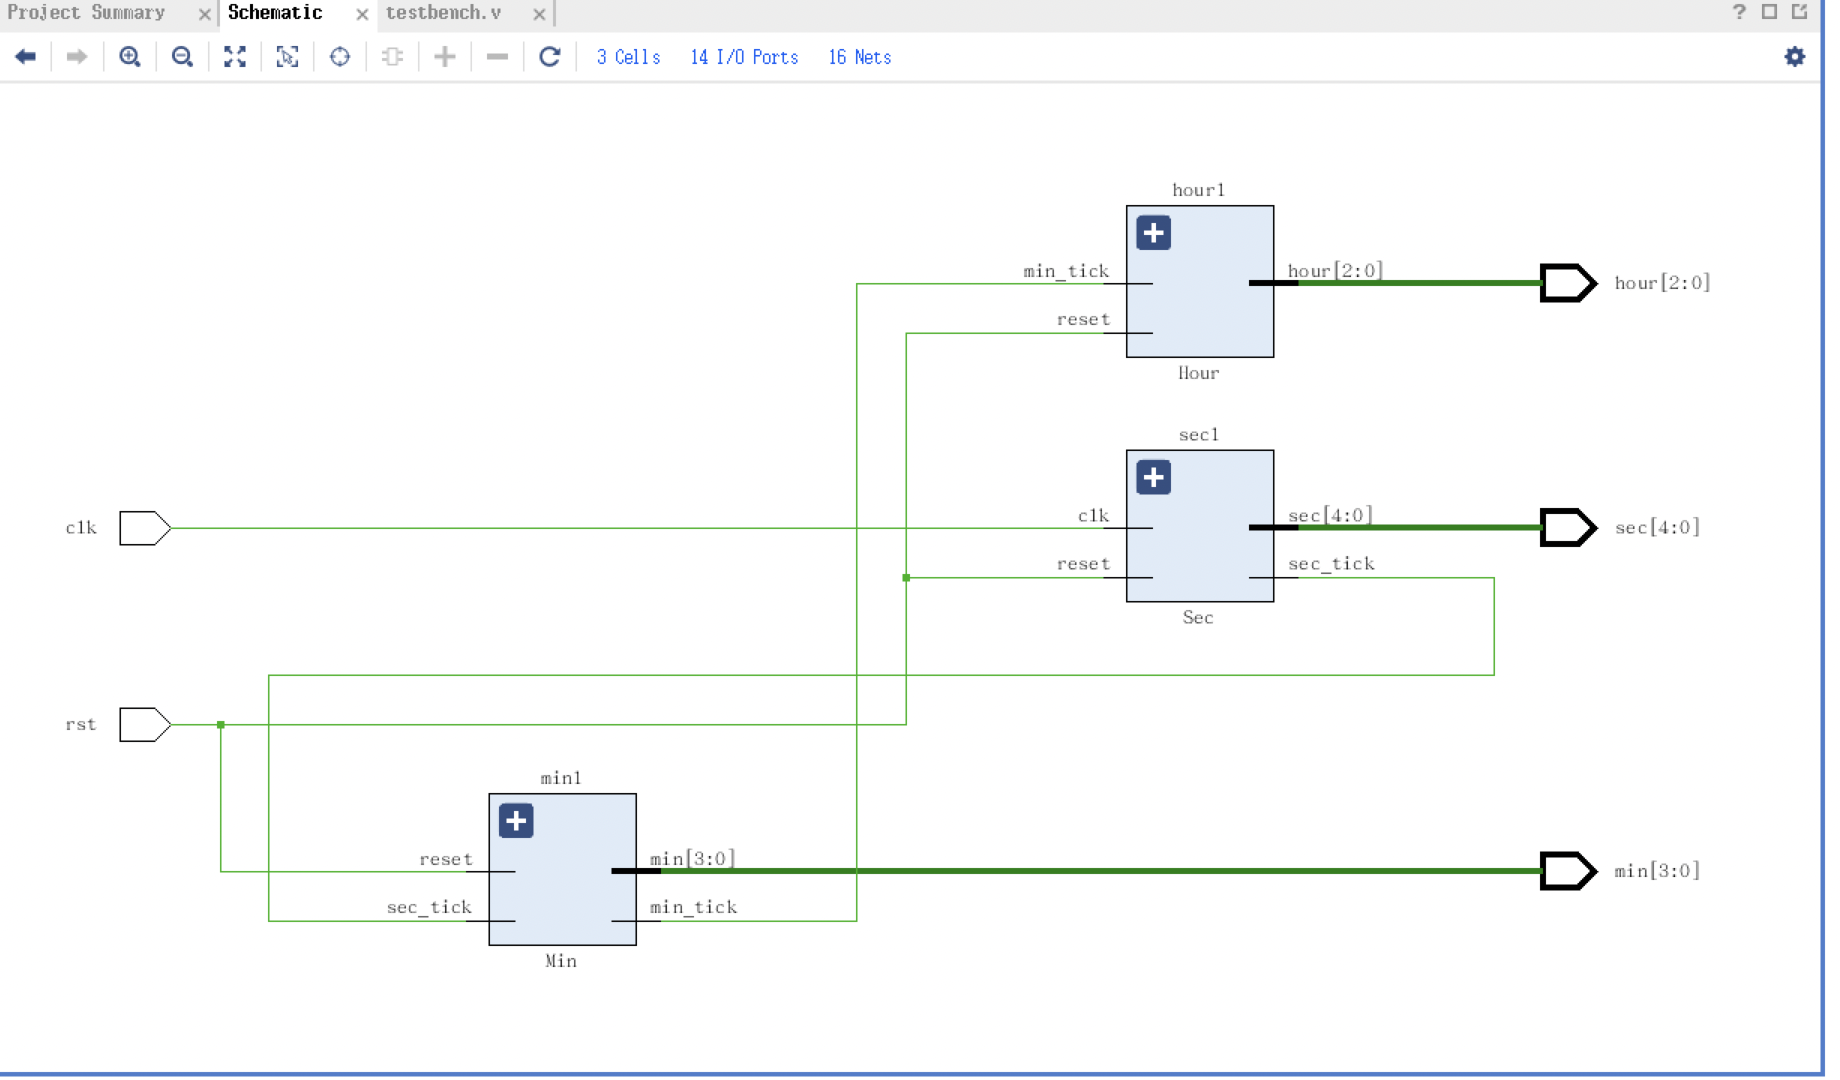 Project Summary × Schematic × testbench.v ×
?
3 Cells 14 I/O Ports 16 Nets
hour1
min_tick hour[2:0]
hour[2:0]
reset
Hour
sec1
clk sec[4:0]
clk sec[4:0]
reset sec_tick
Sec
rst
min1
reset min[3:0]
min[3:0]
sec_tick min_tick
Min